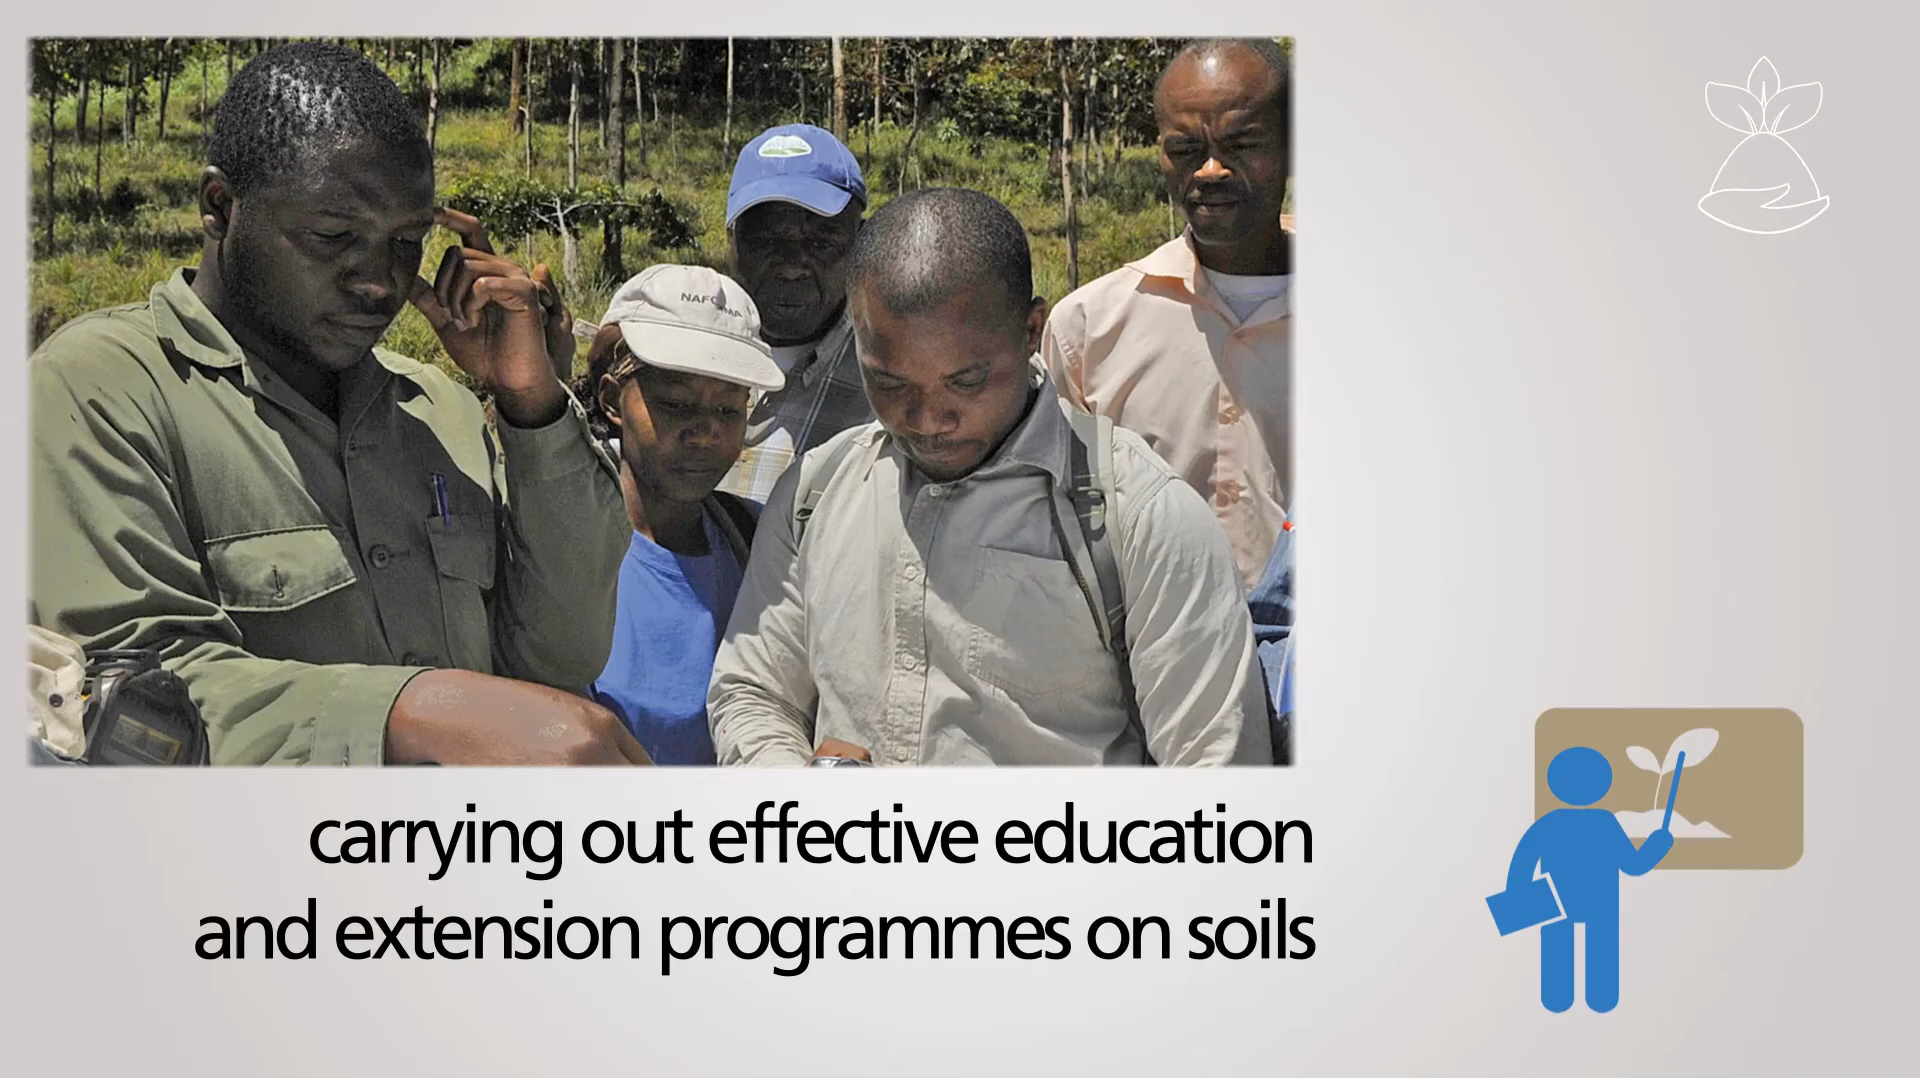 carrying out effective education
and extension programmes on soils